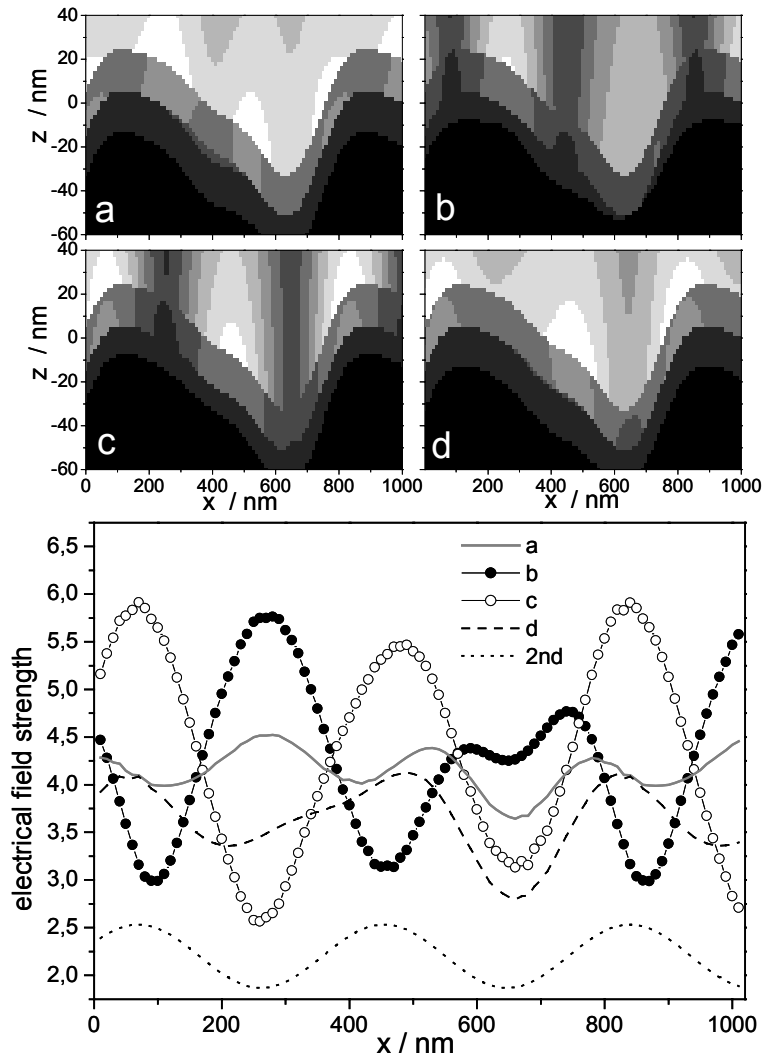 40
20
0
-20
-40
-60
z / nm
a
b
40
20
0
-20
-40
-60
z / nm
c
d
0 200 400 600 800 1000
200 400 600 800 1000
x / nm
x / nm
6,5
6,0
5,5
5,0
4,5
4,0
3,5
3,0
2,5
2,0
electrical field strength
a
b
c
d
2nd
0 200 400 600 800 1000
x / nm